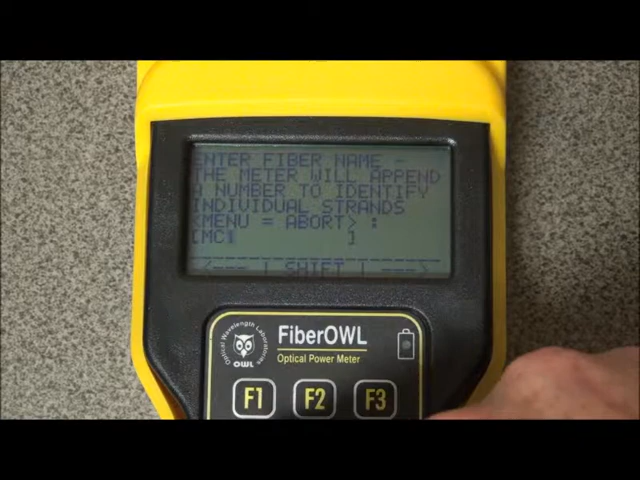 ENTER FIBER NAME -
THE METER WILL APPEND
A NUMBER TO IDENTIFY
INDIVIDUAL STRANDS
<MENU = ABORT> :
[MC ]
<--- | SHIFT | --->
Optical Wavelength Laboratories
OWL
FiberOWL
Optical Power Meter
F1 F2 F3